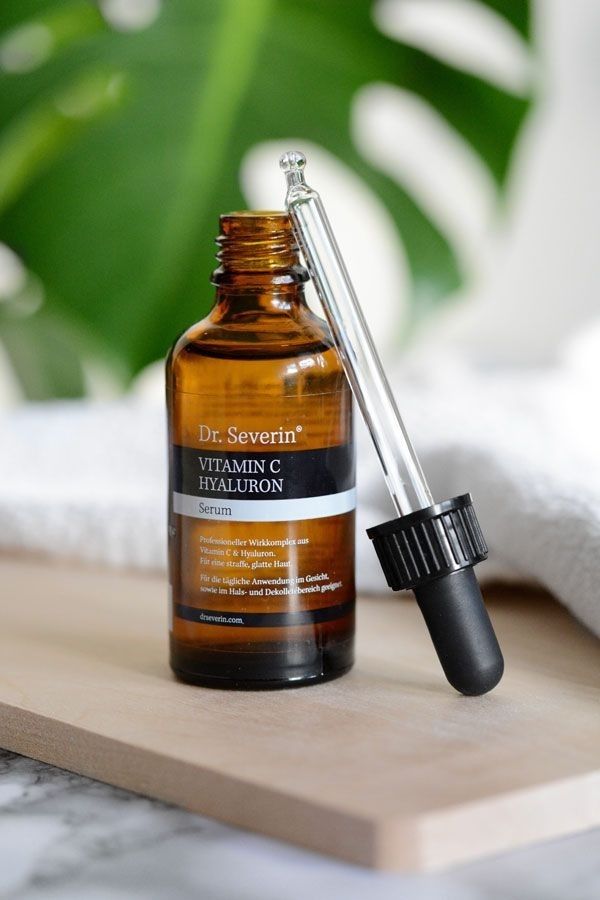 Dr. Severin®
VITAMIN C
HYALURON
Serum
Professioneller Wirkkomplex aus
Vitamin C & Hyaluron.
Für eine straffe, glatte Haut.
Für die tägliche Anwendung im Gesicht,
sowie im Hals- und Dekolletébereich geeignet.
drseverin.com